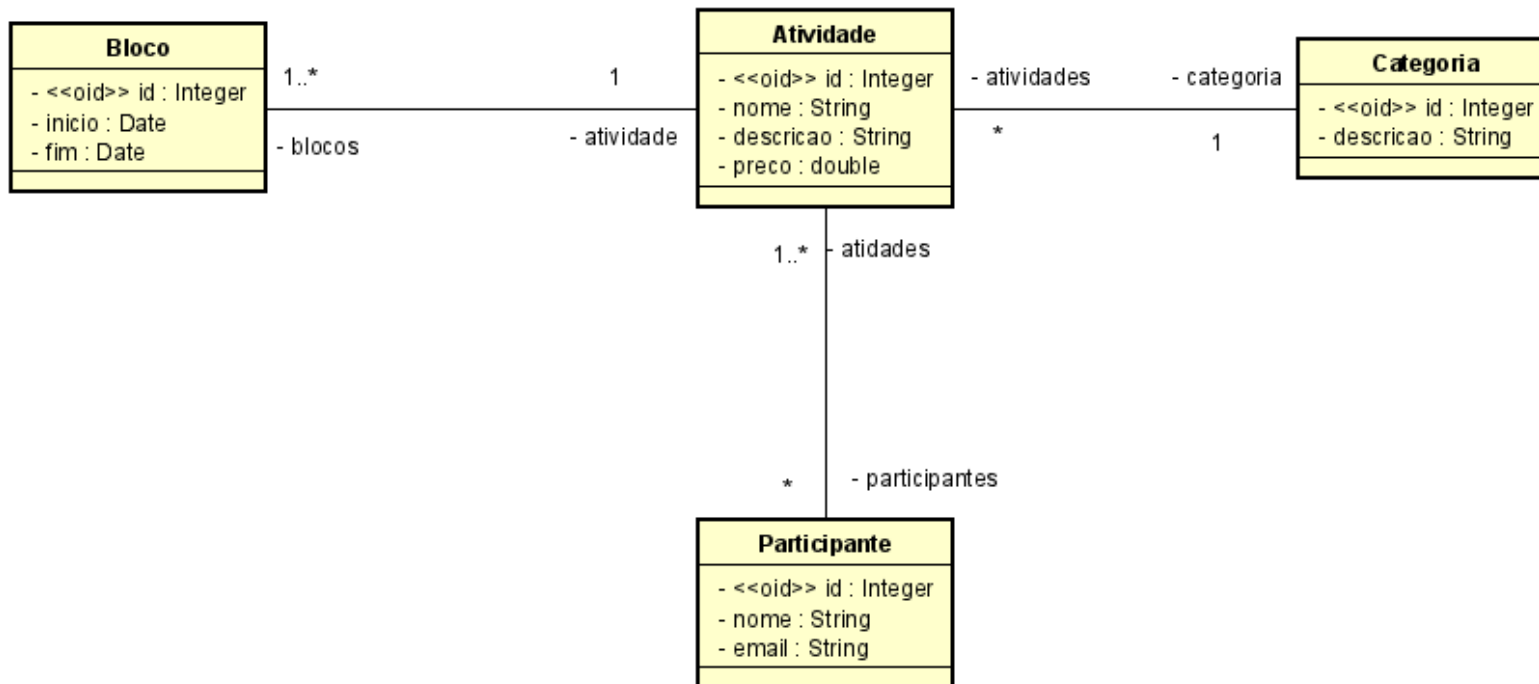 Bloco
- <<oid>> id : Integer
- inicio : Date
- fim : Date
1..*
- blocos
1
- atividade
Atividade
- <<oid>> id : Integer
- nome : String
- descricao : String
- preco : double
- atividades
*
- categoria
1
Categoria
- <<oid>> id : Integer
- descricao : String
1..*
- atidades
*
- participantes
Participante
- <<oid>> id : Integer
- nome : String
- email : String